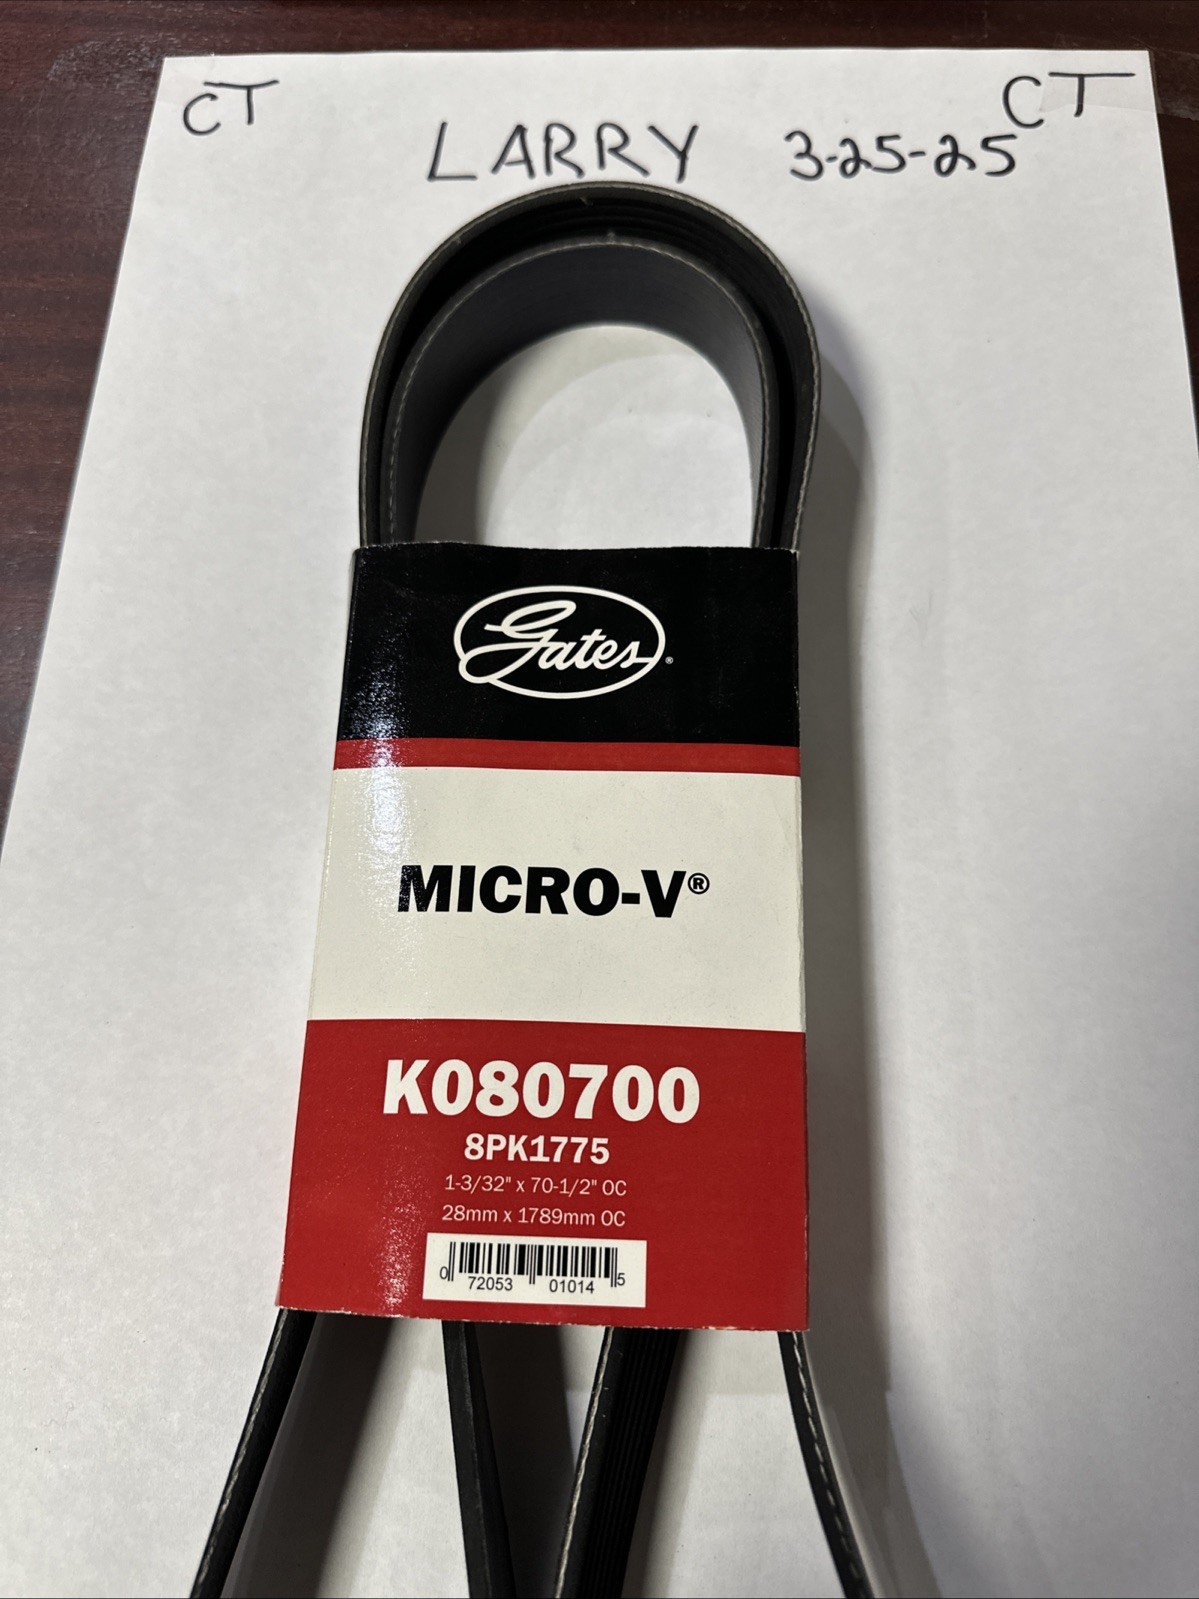 CT CT
LARRY 3-25-25
Gates®
MICRO-V®
K080700
8PK1775
1-3/32" x 70-1/2" OC
28mm x 1789mm OC
0 72053 01014 5